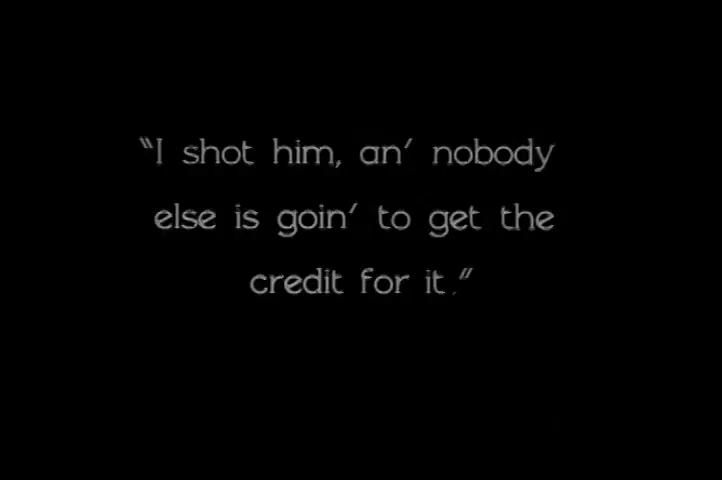 “I shot him, an’ nobody
else is goin’ to get the
credit for it.”